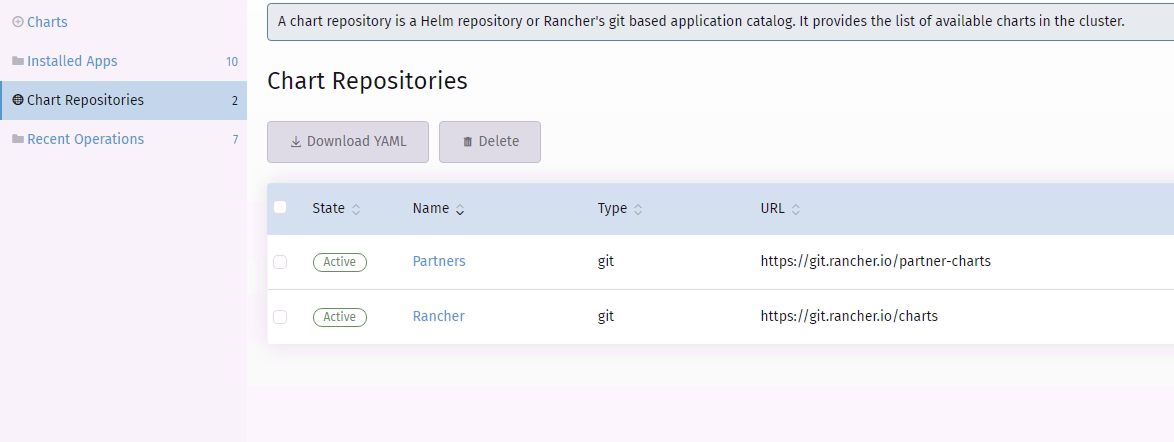 Charts
Installed Apps 10
Chart Repositories 2
Recent Operations 7
A chart repository is a Helm repository or Rancher's git based application catalog. It provides the list of available charts in the cluster.
Chart Repositories
Download YAML Delete
State Name Type URL
Active Partners git https://git.rancher.io/partner-charts
Active Rancher git https://git.rancher.io/charts